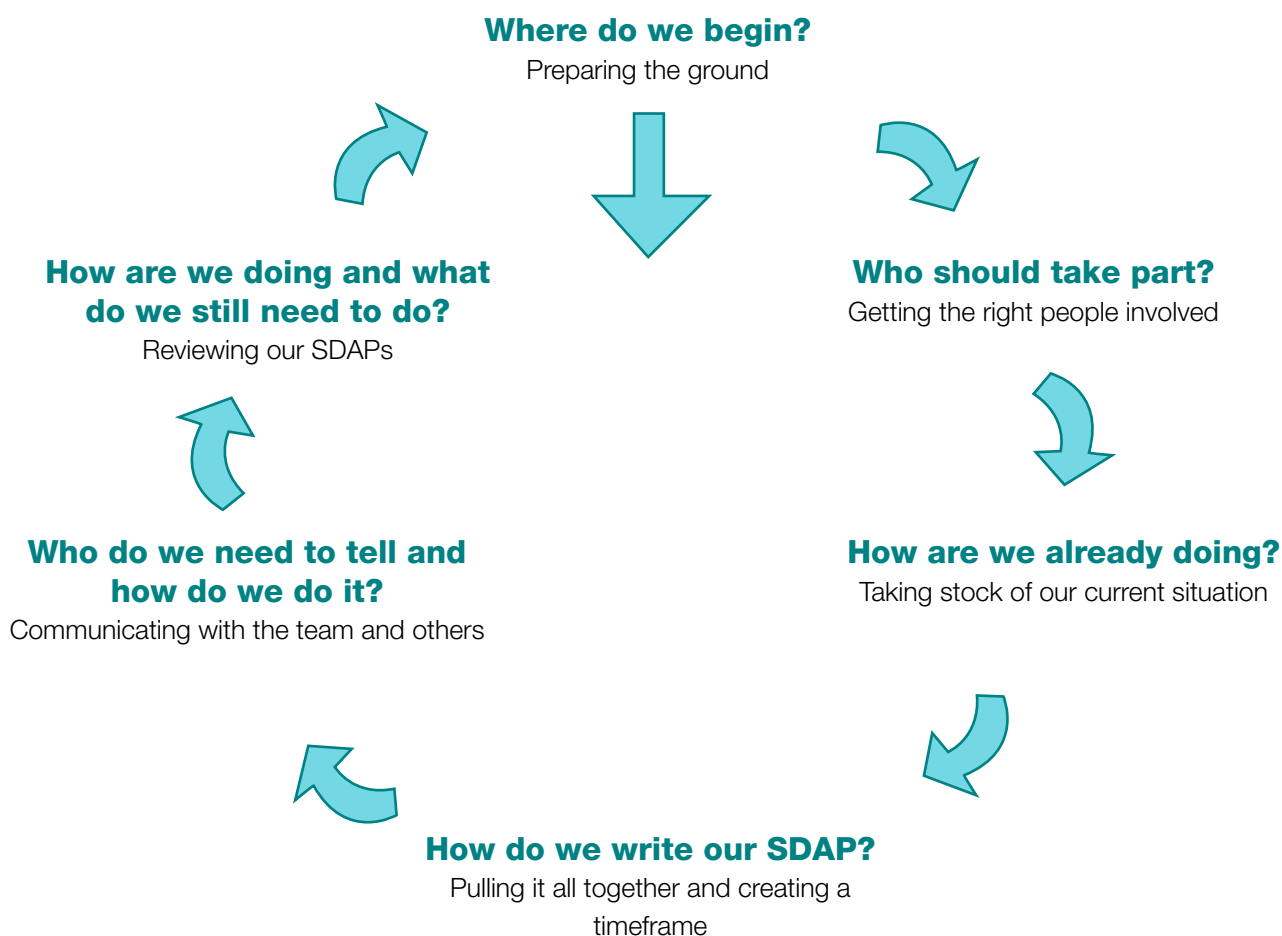 Where do we begin?
Preparing the ground
Who should take part?
Getting the right people involved
How are we already doing?
Taking stock of our current situation
How do we write our SDAP?
Pulling it all together and creating a
timeframe
Who do we need to tell and
how do we do it?
Communicating with the team and others
How are we doing and what
do we still need to do?
Reviewing our SDAPs